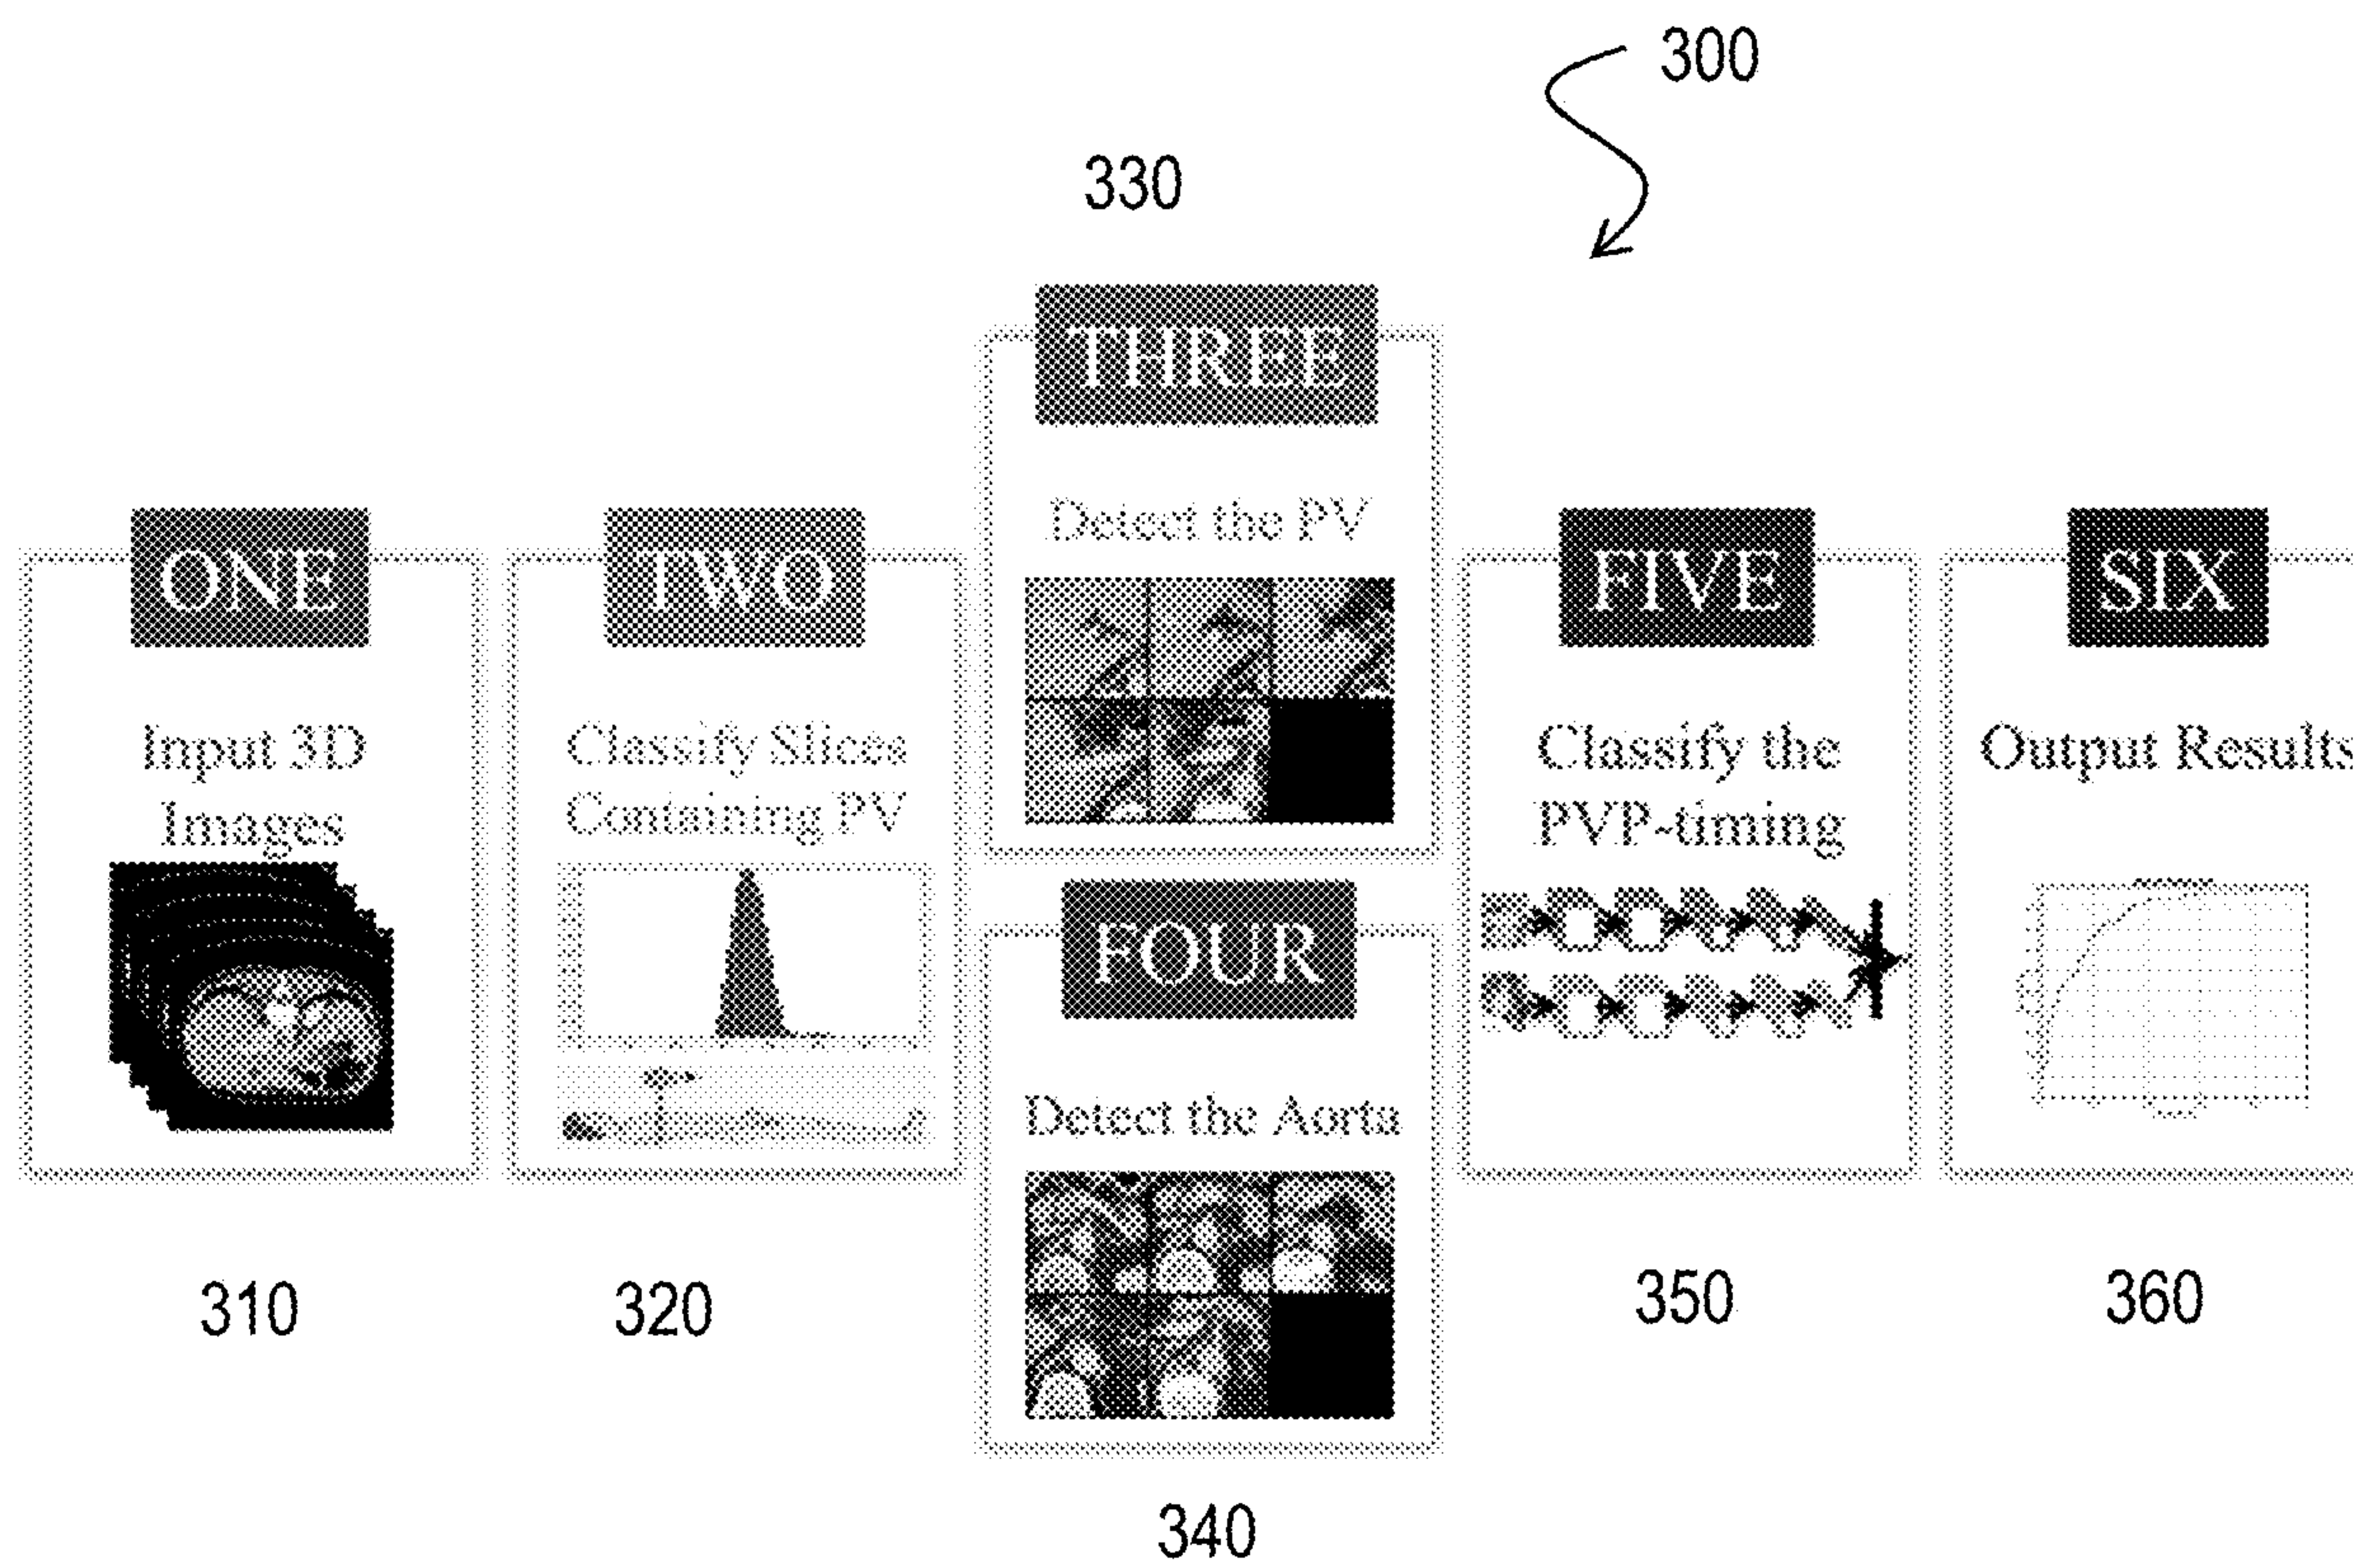 300
330
THREE
Detect the PV
ONE
Input 3D
Images
TWO
Classify Slices
Containing PV
FOUR
Detect the Aorta
FIVE
Classify the
PVP-timing
SIX
Output Results
310
320
340
350
360